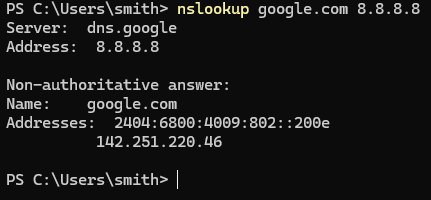 PS C:\Users\smith> nslookup google.com 8.8.8.8
Server:  dns.google
Address:  8.8.8.8

Non-authoritative answer:
Name:    google.com
Addresses:  2404:6800:4009:802::200e
          142.251.220.46

PS C:\Users\smith>